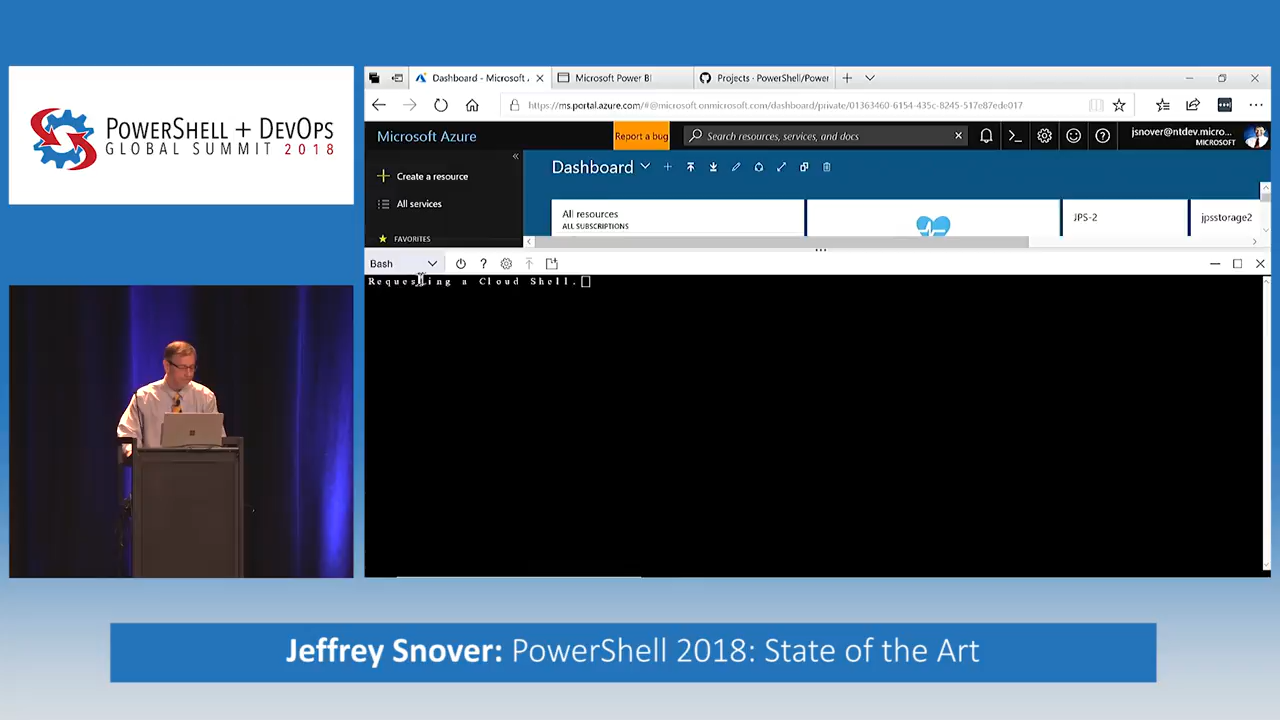 POWERSHELL + DEVOPS
GLOBAL SUMMIT 2018
Dashboard - Microsoft A
Microsoft Power BI
Projects · PowerShell/Power
https://ms.portal.azure.com/#@microsoft.onmicrosoft.com/dashboard/private/01363460-6154-435c-8245-517e87ede017
Microsoft Azure
Report a bug
Search resources, services, and docs
jsnover@ntdev.micro...
MICROSOFT
Create a resource
All services
FAVORITES
Dashboard
All resources
ALL SUBSCRIPTIONS
JPS-2
jpsstorage2
Bash
Requesting a Cloud Shell.
Jeffrey Snover: PowerShell 2018: State of the Art